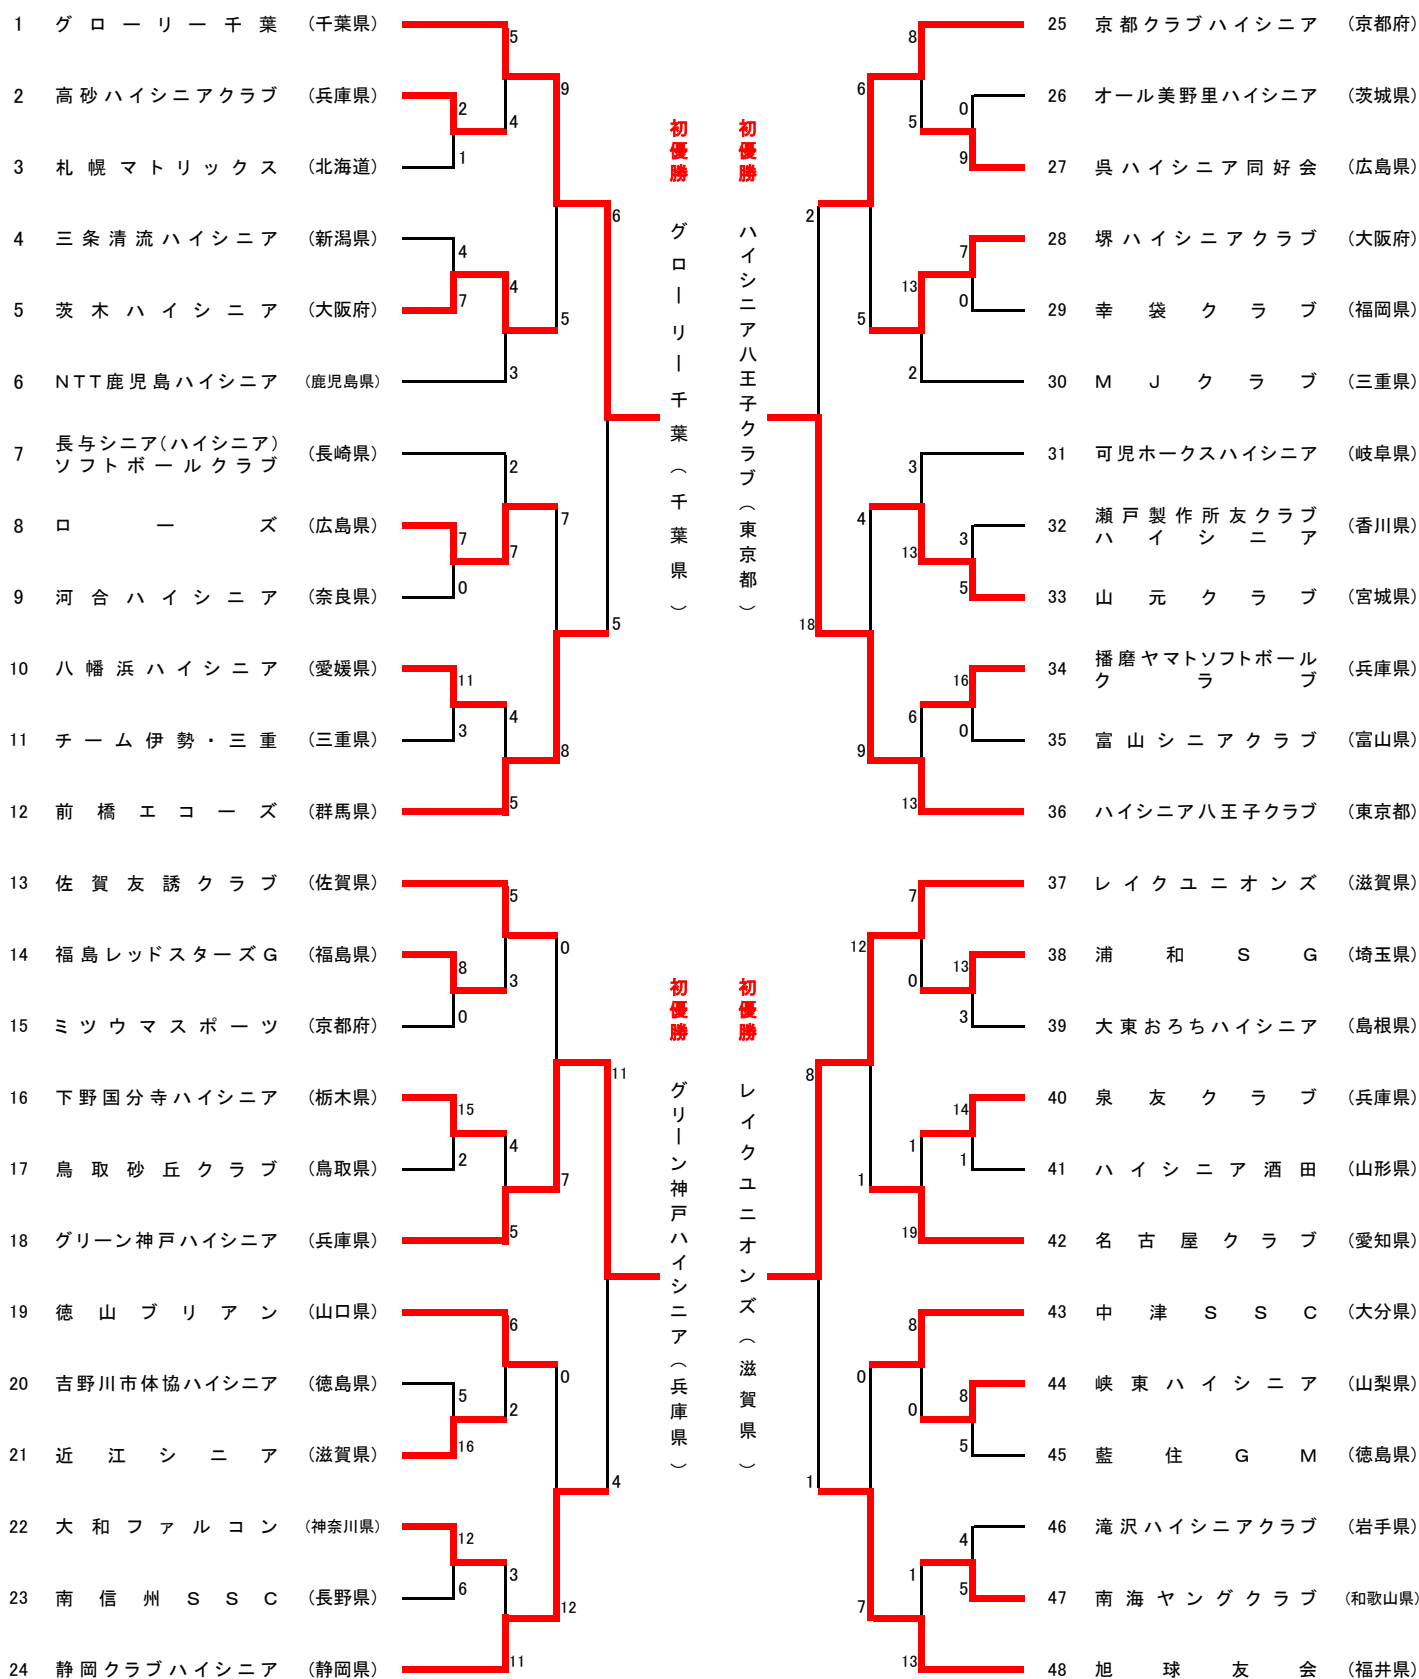 1 グローリー千葉 (千葉県)
2 高砂ハイシニアクラブ (兵庫県)
3 札幌マトリックス (北海道)
4 三条清流ハイシニア (新潟県)
5 茨木ハイシニア (大阪府)
6 NTT鹿児島ハイシニア (鹿児島県)
7 長与シニア(ハイシニア)
ソフトボールクラブ (長崎県)
8 ローズ (広島県)
9 河合ハイシニア (奈良県)
10 八幡浜ハイシニア (愛媛県)
11 チーム伊勢・三重 (三重県)
12 前橋エコーズ (群馬県)
5
2
4
1
9
4
7
4
3
5
6
2
7
0
7
7
11
3
4
5
8
5
初優勝
グローリー千葉(千葉県)
初優勝
ハイシニア八王子クラブ(東京都)
25 京都クラブハイシニア (京都府)
26 オール美野里ハイシニア (茨城県)
27 呉ハイシニア同好会 (広島県)
28 堺ハイシニアクラブ (大阪府)
29 幸袋クラブ (福岡県)
30 MJクラブ (三重県)
31 可児ホークスハイシニア (岐阜県)
32 瀬戸製作所友クラブ
ハイシニア (香川県)
33 山元クラブ (宮城県)
34 播磨ヤマトソフトボール
クラブ (兵庫県)
35 富山シニアクラブ (富山県)
36 ハイシニア八王子クラブ (東京都)
8
0
5
9
6
7
0
13
2
5
2
3
3
5
13
4
16
0
6
13
9
18
13 佐賀友誘クラブ (佐賀県)
14 福島レッドスターズG (福島県)
15 ミツウマスポーツ (京都府)
16 下野国分寺ハイシニア (栃木県)
17 鳥取砂丘クラブ (鳥取県)
18 グリーン神戸ハイシニア (兵庫県)
19 徳山ブリアン (山口県)
20 吉野川市体協ハイシニア (徳島県)
21 近江シニア (滋賀県)
22 大和ファルコン (神奈川県)
23 南信州SSC (長野県)
24 静岡クラブハイシニア (静岡県)
5
8
0
3
0
15
2
4
5
7
11
6
5
16
2
0
12
6
3
11
12
4
初優勝
グリーン神戸ハイシニア(兵庫県)
初優勝
レイクユニオンズ(滋賀県)
37 レイクユニオンズ (滋賀県)
38 浦和SG (埼玉県)
39 大東おろちハイシニア (島根県)
40 泉友クラブ (兵庫県)
41 ハイシニア酒田 (山形県)
42 名古屋クラブ (愛知県)
43 中津SSC (大分県)
44 峡東ハイシニア (山梨県)
45 藍住GM (徳島県)
46 滝沢ハイシニアクラブ (岩手県)
47 南海ヤングクラブ (和歌山県)
48 旭球友会 (福井県)
7
13
3
0
12
14
1
1
19
1
8
8
8
5
0
0
4
5
1
13
7
1